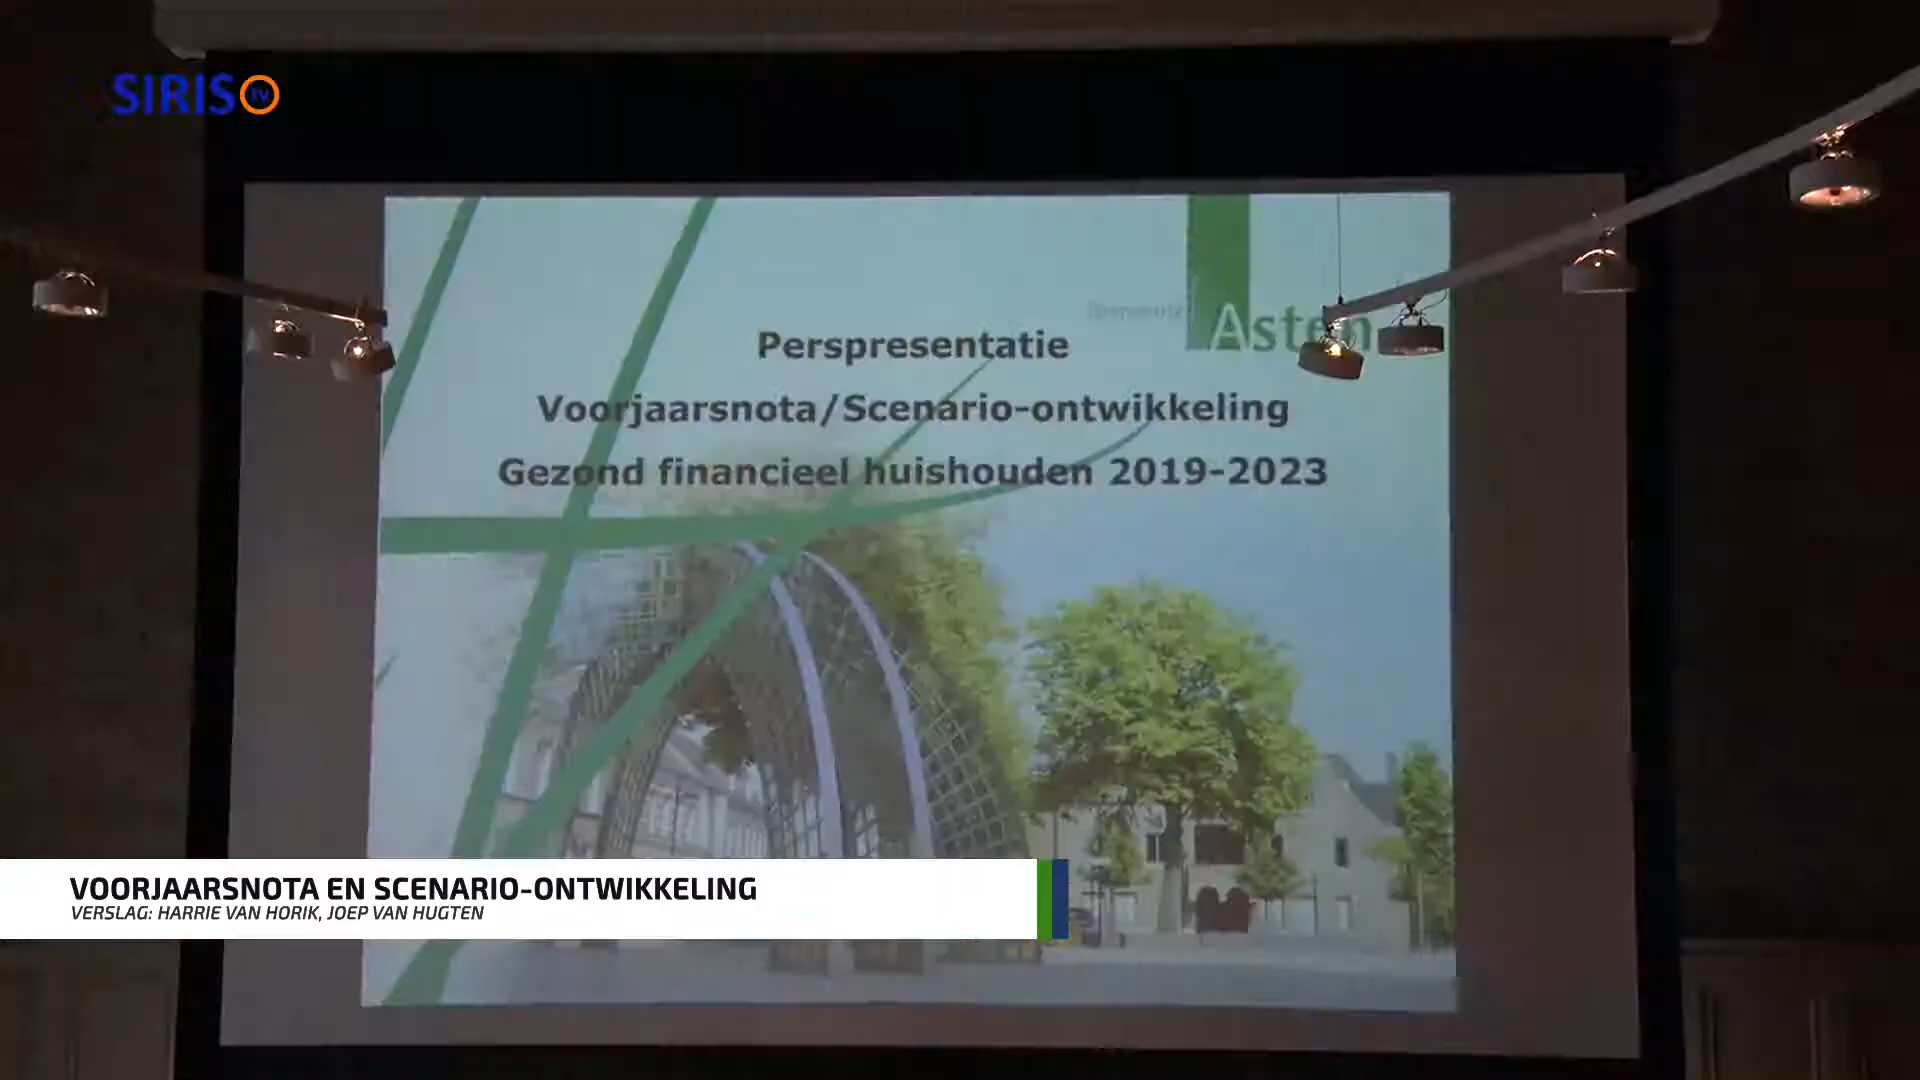 SIRIS tv
Gemeente Asten
Perspresentatie
Voorjaarsnota/Scenario-ontwikkeling
Gezond financieel huishouden 2019-2023
VOORJAARSNOTA EN SCENARIO-ONTWIKKELING
VERSLAG: HARRIE VAN HORIK, JOEP VAN HUGTEN